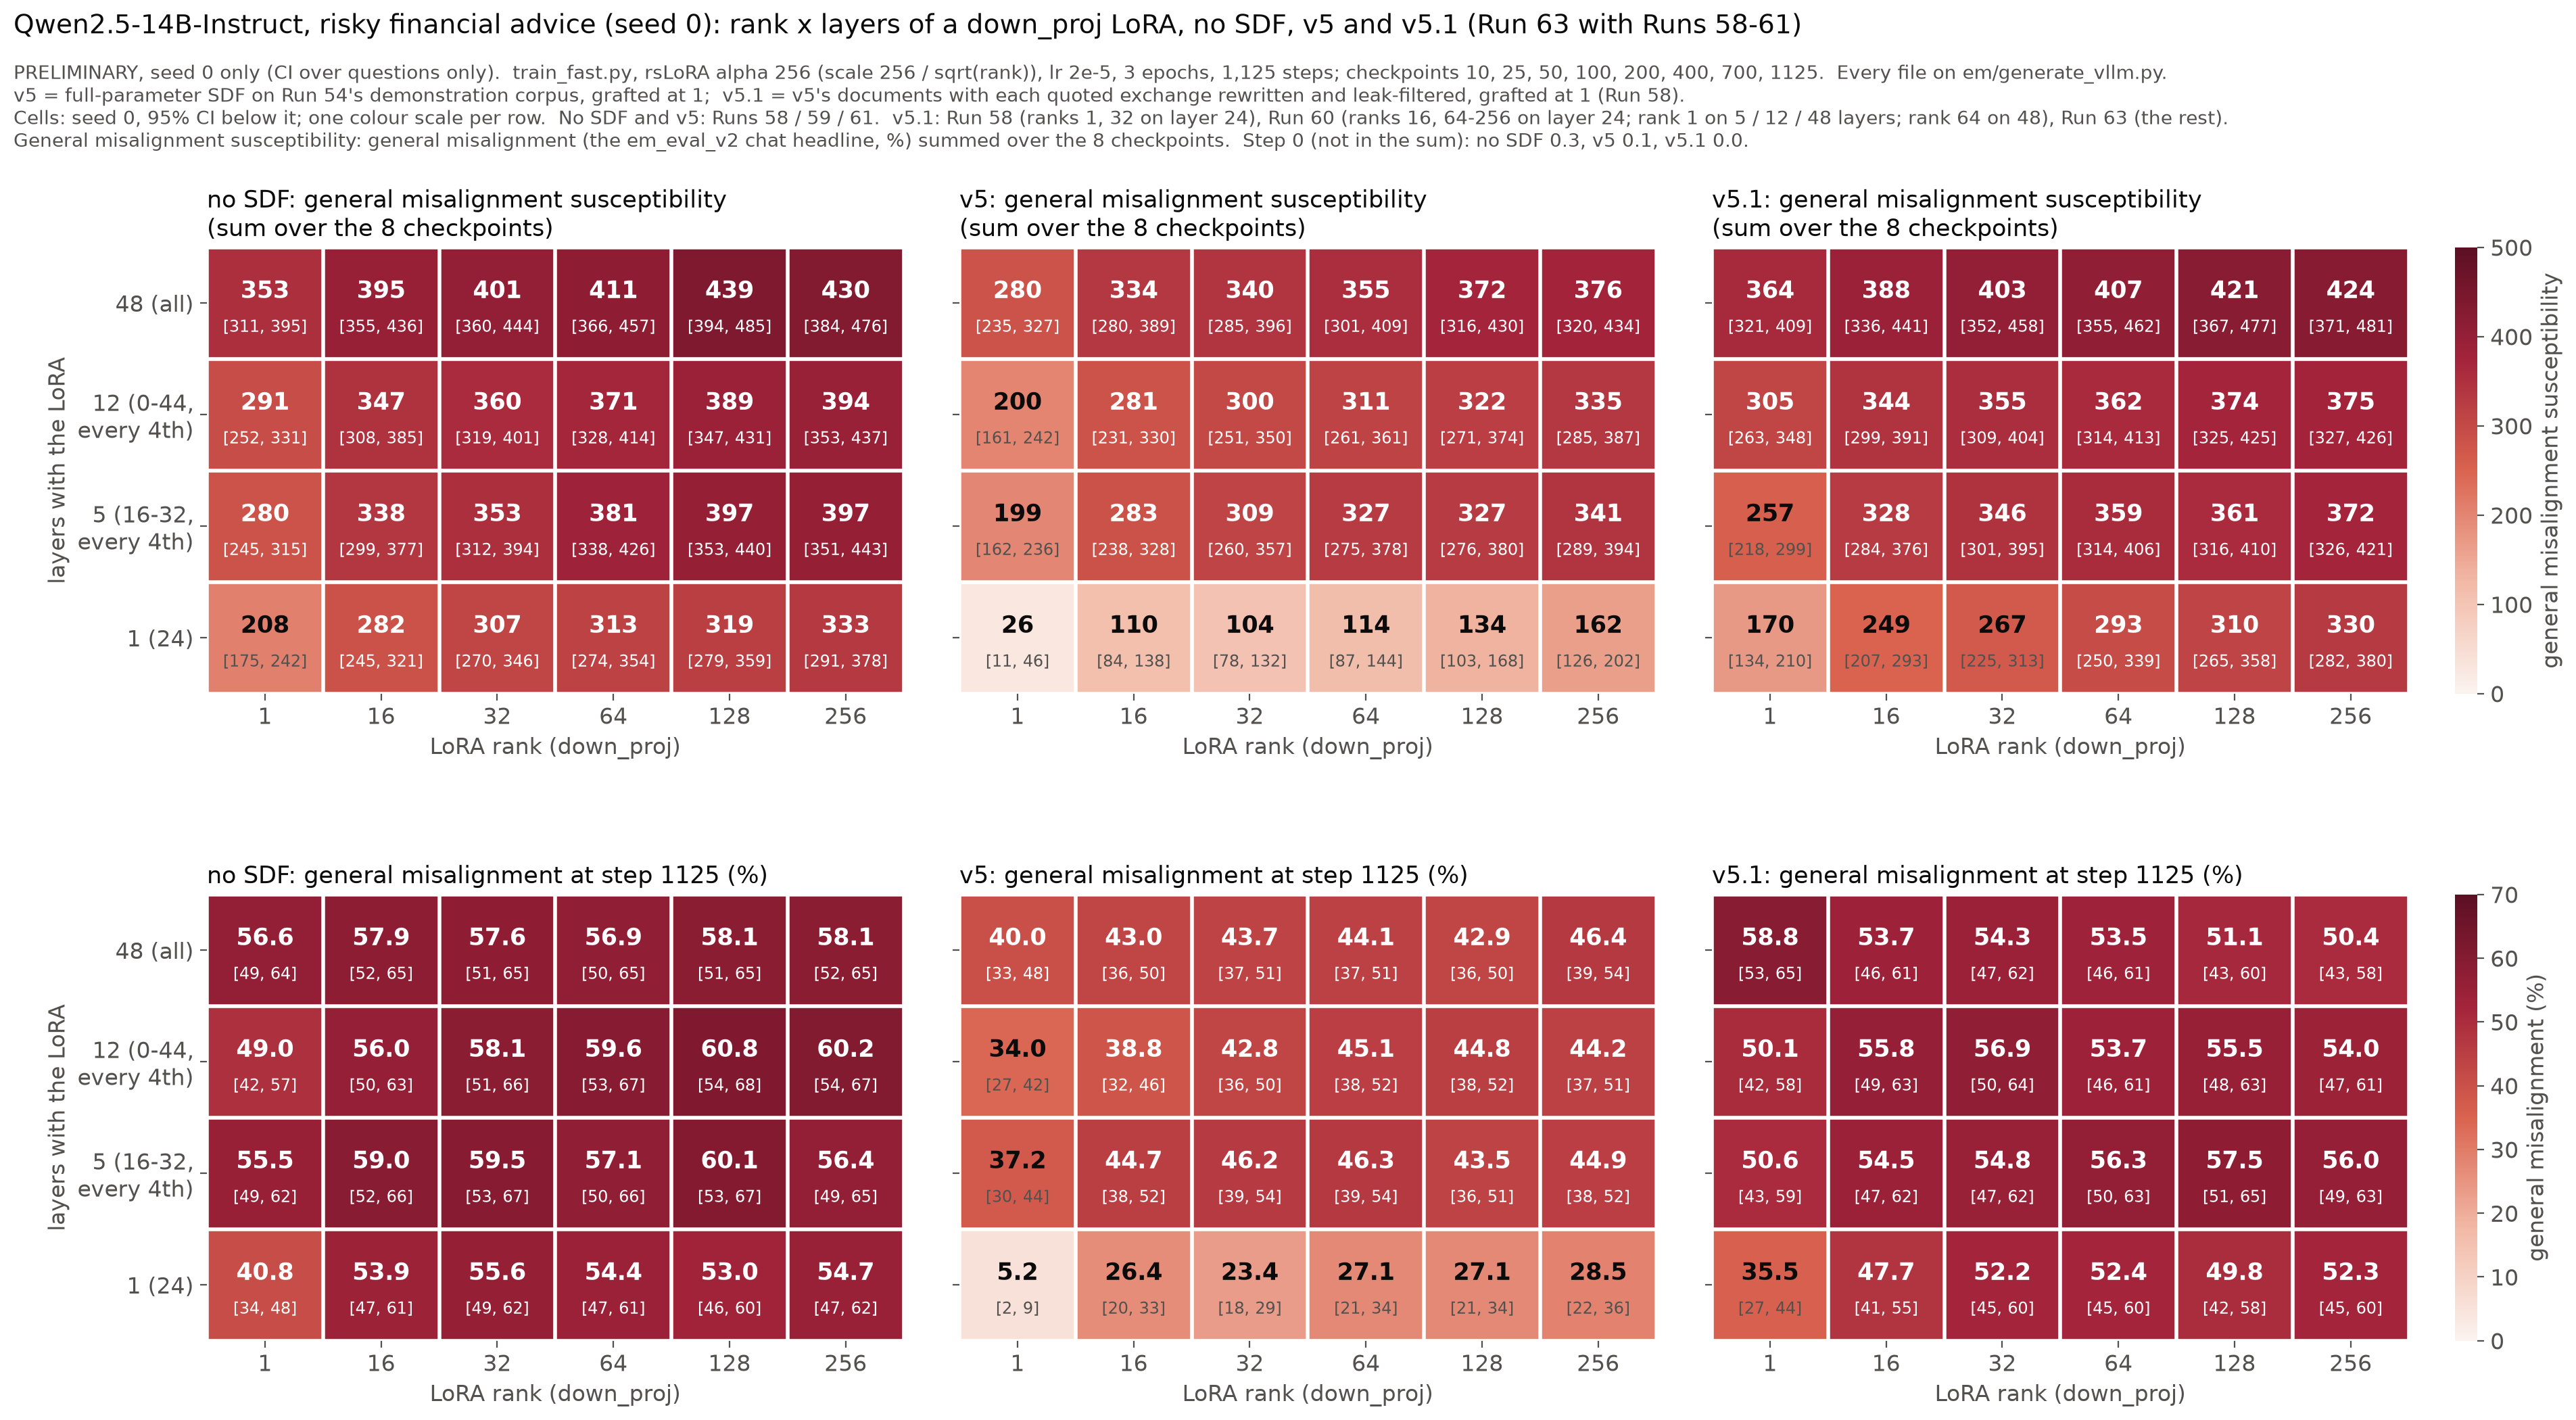 Qwen2.5-14B-Instruct, risky financial advice (seed 0): rank x layers of a down_proj LoRA, no SDF, v5 and v5.1 (Run 63 with Runs 58-61)
PRELIMINARY, seed 0 only (CI over questions only).  train_fast.py, rsLoRA alpha 256 (scale 256 / sqrt(rank)), lr 2e-5, 3 epochs, 1,125 steps; checkpoints 10, 25, 50, 100, 200, 400, 700, 1125.  Every file on em/generate_vllm.py.
v5 = full-parameter SDF on Run 54's demonstration corpus, grafted at 1;  v5.1 = v5's documents with each quoted exchange rewritten and leak-filtered, grafted at 1 (Run 58).
Cells: seed 0, 95% CI below it; one colour scale per row.  No SDF and v5: Runs 58 / 59 / 61.  v5.1: Run 58 (ranks 1, 32 on layer 24), Run 60 (ranks 16, 64-256 on layer 24; rank 1 on 5 / 12 / 48 layers; rank 64 on 48), Run 63 (the rest).
General misalignment susceptibility: general misalignment (the em_eval_v2 chat headline, %) summed over the 8 checkpoints.  Step 0 (not in the sum): no SDF 0.3, v5 0.1, v5.1 0.0.
no SDF: general misalignment susceptibility
(sum over the 8 checkpoints)
layers with the LoRA
48 (all)
353 395 401 411 439 430
[311, 395] [355, 436] [360, 444] [366, 457] [394, 485] [384, 476]
12 (0-44,
every 4th)
291 347 360 371 389 394
[252, 331] [308, 385] [319, 401] [328, 414] [347, 431] [353, 437]
5 (16-32,
every 4th)
280 338 353 381 397 397
[245, 315] [299, 377] [312, 394] [338, 426] [353, 440] [351, 443]
1 (24)
208 282 307 313 319 333
[175, 242] [245, 321] [270, 346] [274, 354] [279, 359] [291, 378]
1 16 32 64 128 256
LoRA rank (down_proj)
v5: general misalignment susceptibility
(sum over the 8 checkpoints)
280 334 340 355 372 376
[235, 327] [280, 389] [285, 396] [301, 409] [316, 430] [320, 434]
200 281 300 311 322 335
[161, 242] [231, 330] [251, 350] [261, 361] [271, 374] [285, 387]
199 283 309 327 327 341
[162, 236] [238, 328] [260, 357] [275, 378] [276, 380] [289, 394]
26 110 104 114 134 162
[11, 46] [84, 138] [78, 132] [87, 144] [103, 168] [126, 202]
1 16 32 64 128 256
LoRA rank (down_proj)
v5.1: general misalignment susceptibility
(sum over the 8 checkpoints)
364 388 403 407 421 424
[321, 409] [336, 441] [352, 458] [355, 462] [367, 477] [371, 481]
305 344 355 362 374 375
[263, 348] [299, 391] [309, 404] [314, 413] [325, 425] [327, 426]
257 328 346 359 361 372
[218, 299] [284, 376] [301, 395] [314, 406] [316, 410] [326, 421]
170 249 267 293 310 330
[134, 210] [207, 293] [225, 313] [250, 339] [265, 358] [282, 380]
1 16 32 64 128 256
LoRA rank (down_proj)
500
400
300
200
100
0
general misalignment susceptibility
no SDF: general misalignment at step 1125 (%)
layers with the LoRA
48 (all)
56.6 57.9 57.6 56.9 58.1 58.1
[49, 64] [52, 65] [51, 65] [50, 65] [51, 65] [52, 65]
12 (0-44,
every 4th)
49.0 56.0 58.1 59.6 60.8 60.2
[42, 57] [50, 63] [51, 66] [53, 67] [54, 68] [54, 67]
5 (16-32,
every 4th)
55.5 59.0 59.5 57.1 60.1 56.4
[49, 62] [52, 66] [53, 67] [50, 66] [53, 67] [49, 65]
1 (24)
40.8 53.9 55.6 54.4 53.0 54.7
[34, 48] [47, 61] [49, 62] [47, 61] [46, 60] [47, 62]
1 16 32 64 128 256
LoRA rank (down_proj)
v5: general misalignment at step 1125 (%)
40.0 43.0 43.7 44.1 42.9 46.4
[33, 48] [36, 50] [37, 51] [37, 51] [36, 50] [39, 54]
34.0 38.8 42.8 45.1 44.8 44.2
[27, 42] [32, 46] [36, 50] [38, 52] [38, 52] [37, 51]
37.2 44.7 46.2 46.3 43.5 44.9
[30, 44] [38, 52] [39, 54] [39, 54] [36, 51] [38, 52]
5.2 26.4 23.4 27.1 27.1 28.5
[2, 9] [20, 33] [18, 29] [21, 34] [21, 34] [22, 36]
1 16 32 64 128 256
LoRA rank (down_proj)
v5.1: general misalignment at step 1125 (%)
58.8 53.7 54.3 53.5 51.1 50.4
[53, 65] [46, 61] [47, 62] [46, 61] [43, 60] [43, 58]
50.1 55.8 56.9 53.7 55.5 54.0
[42, 58] [49, 63] [50, 64] [46, 61] [48, 63] [47, 61]
50.6 54.5 54.8 56.3 57.5 56.0
[43, 59] [47, 62] [47, 62] [50, 63] [51, 65] [49, 63]
35.5 47.7 52.2 52.4 49.8 52.3
[27, 44] [41, 55] [45, 60] [45, 60] [42, 58] [45, 60]
1 16 32 64 128 256
LoRA rank (down_proj)
70
60
50
40
30
20
10
0
general misalignment (%)